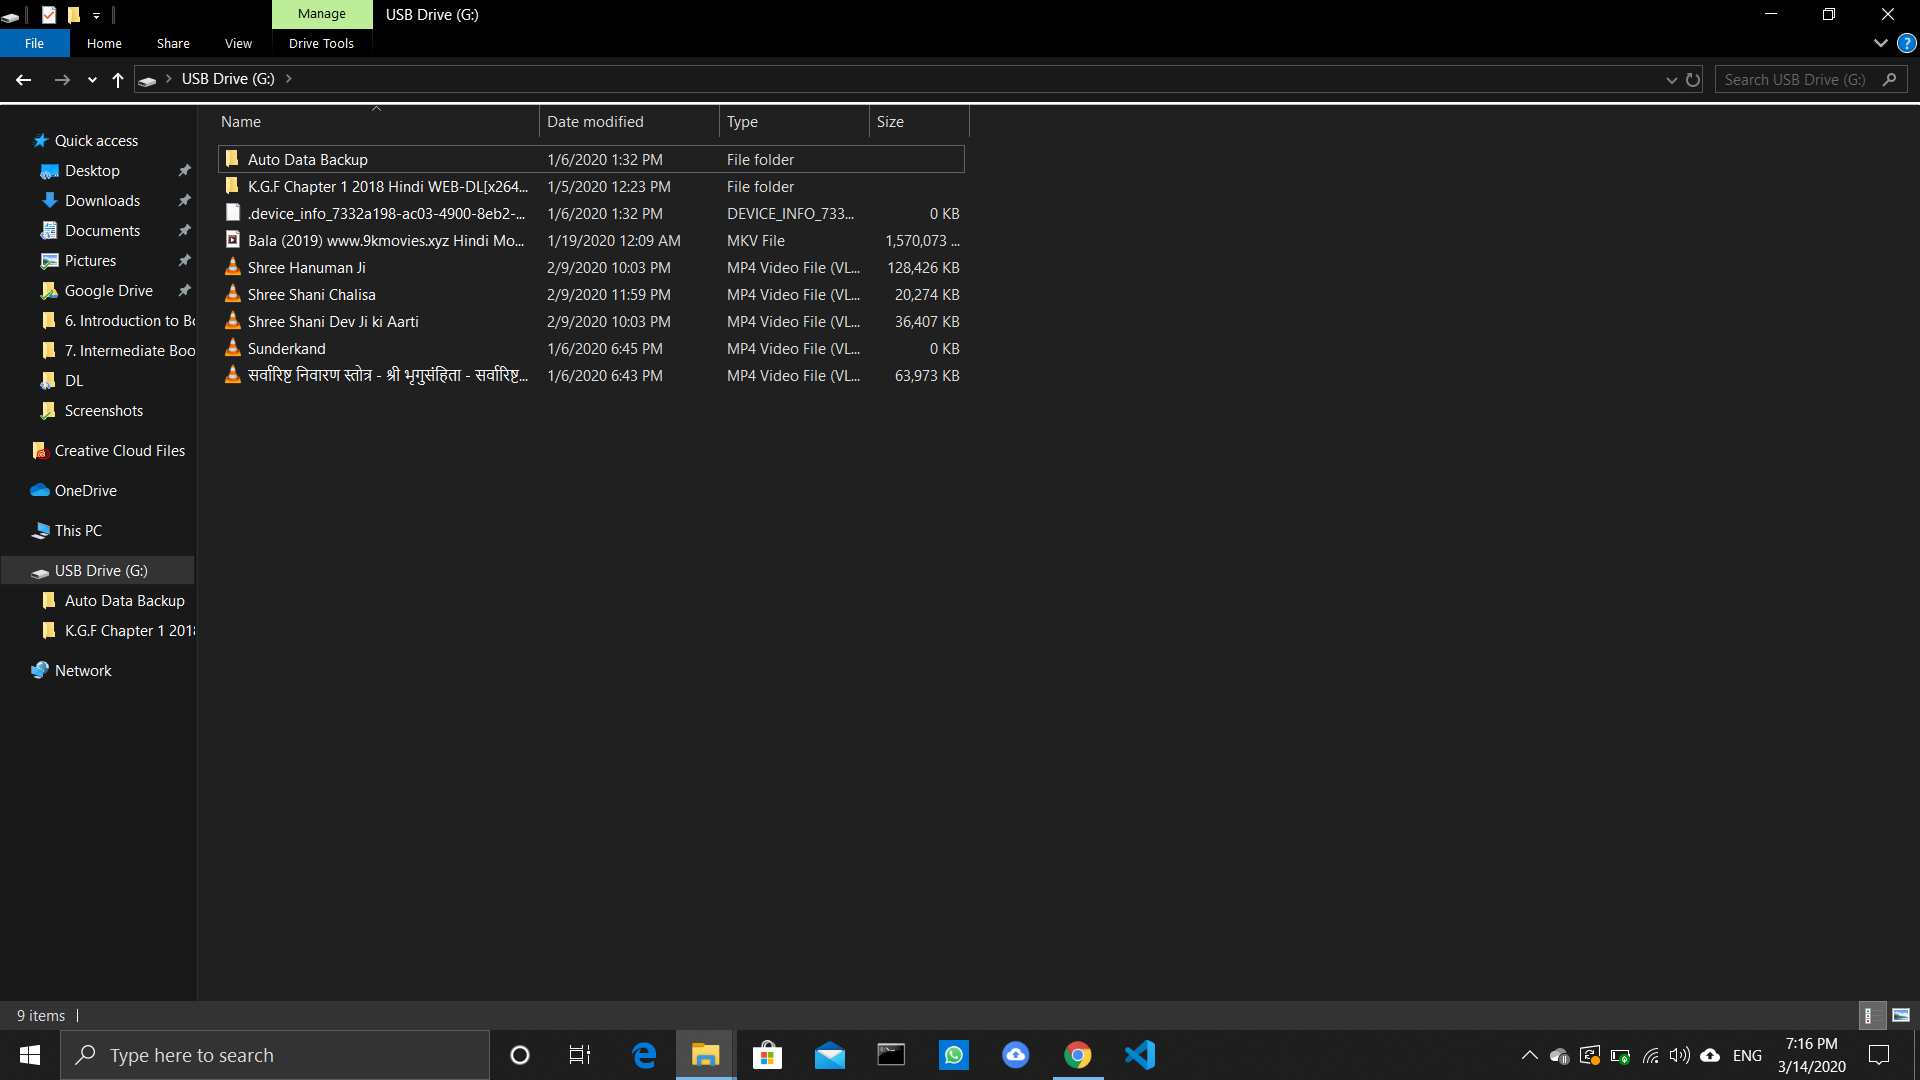 Manage
USB Drive (G:)
File Home Share View Drive Tools
USB Drive (G:)
Search USB Drive (G:)
Name Date modified Type Size
Quick access
Desktop
Downloads
Documents
Pictures
Google Drive
6. Introduction to Bo
7. Intermediate Boo
DL
Screenshots
Creative Cloud Files
OneDrive
This PC
USB Drive (G:)
Auto Data Backup
K.G.F Chapter 1 201
Network
Auto Data Backup 1/6/2020 1:32 PM File folder
K.G.F Chapter 1 2018 Hindi WEB-DL[x264... 1/5/2020 12:23 PM File folder
.device_info_7332a198-ac03-4900-8eb2-... 1/6/2020 1:32 PM DEVICE_INFO_733... 0 KB
Bala (2019) www.9kmovies.xyz Hindi Mo... 1/19/2020 12:09 AM MKV File 1,570,073 ...
Shree Hanuman Ji 2/9/2020 10:03 PM MP4 Video File (VL... 128,426 KB
Shree Shani Chalisa 2/9/2020 11:59 PM MP4 Video File (VL... 20,274 KB
Shree Shani Dev Ji ki Aarti 2/9/2020 10:03 PM MP4 Video File (VL... 36,407 KB
Sunderkand 1/6/2020 6:45 PM MP4 Video File (VL... 0 KB
सर्वारिष्ट निवारण स्तोत्र - श्री भृगुसंहिता - सर्वारिष्ट... 1/6/2020 6:43 PM MP4 Video File (VL... 63,973 KB
9 items
Type here to search
ENG
7:16 PM
3/14/2020